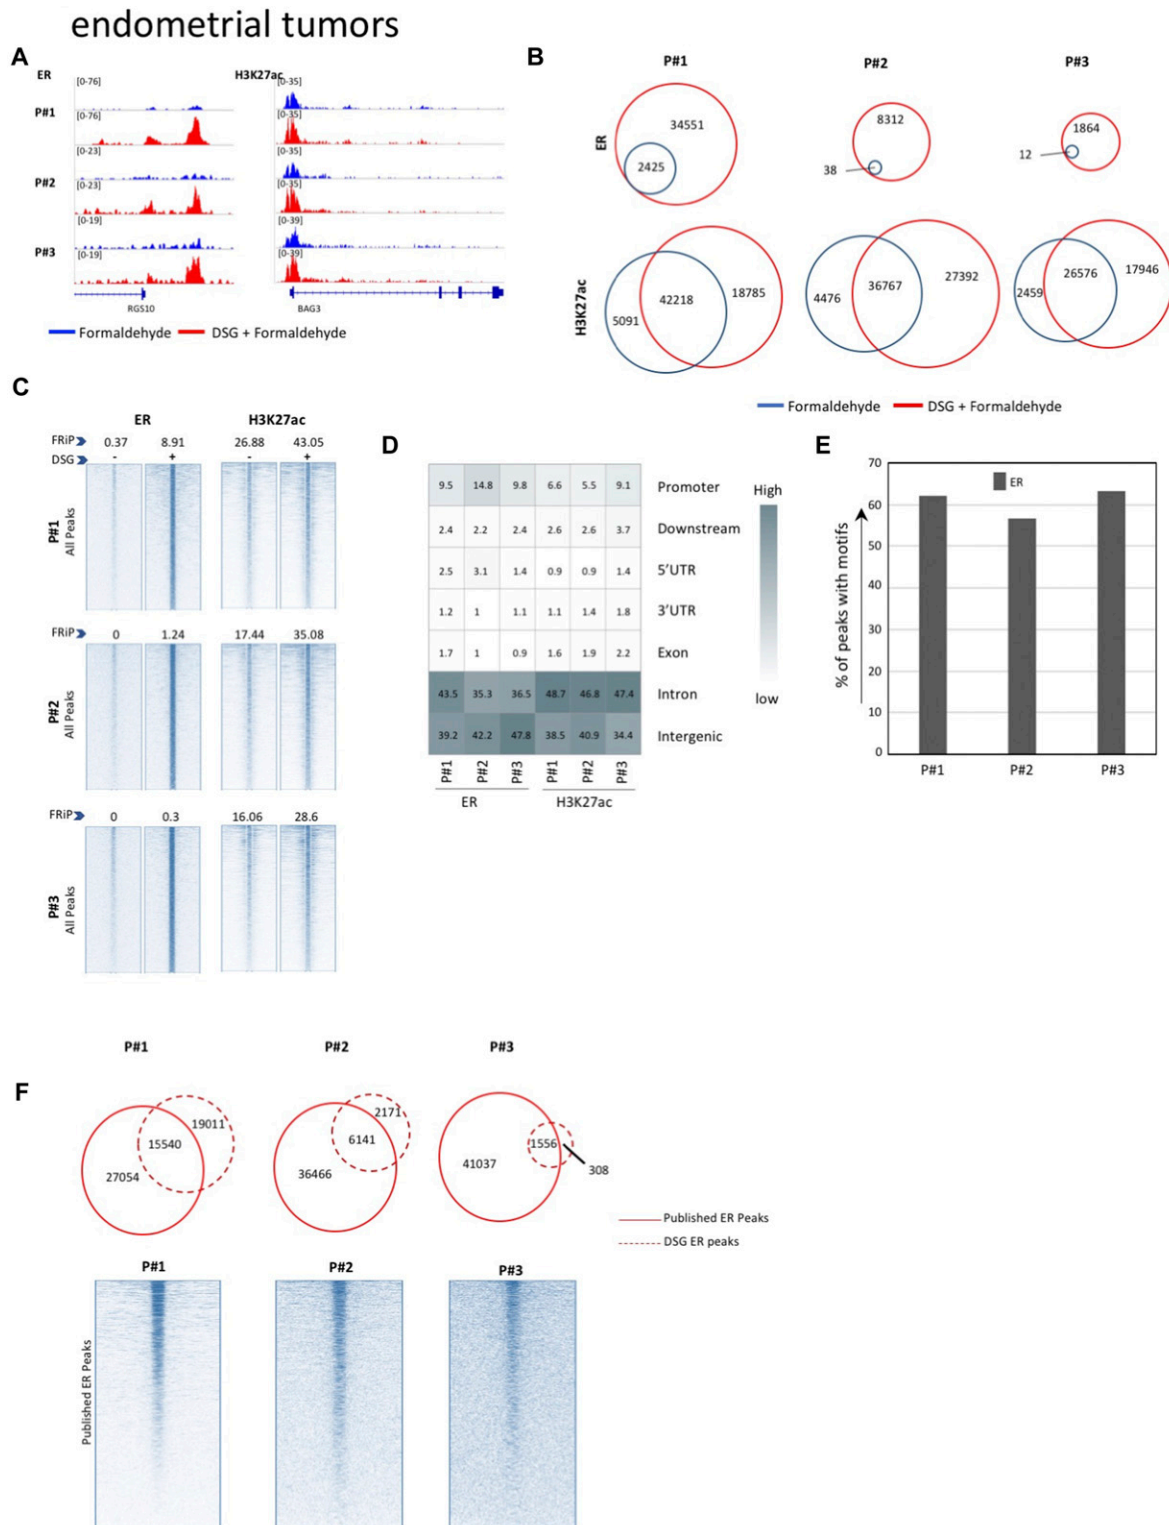 endometrial tumors
A
ER H3K27ac
[0-76] [0-35]
P#1
[0-76] [0-35]
[0-23] [0-35]
P#2
[0-23] [0-35]
[0-19] [0-39]
P#3
[0-19] [0-39]
RGS10 BAG3
Formaldehyde DSG + Formaldehyde
B
P#1 P#2 P#3
ER
34551 8312 1864
2425 38 12
H3K27ac
5091 42218 18785
4476 36767 27392
2459 26576 17946
Formaldehyde DSG + Formaldehyde
C
ER H3K27ac
FRiP 0.37 8.91 26.88 43.05
DSG - + - +
P#1
All Peaks
FRiP 0 1.24 17.44 35.08
P#2
All Peaks
FRiP 0 0.3 16.06 28.6
P#3
All Peaks
D
9.5 14.8 9.8 6.6 5.5 9.1 Promoter
2.4 2.2 2.4 2.6 2.6 3.7 Downstream
2.5 3.1 1.4 0.9 0.9 1.4 5'UTR
1.2 1 1.1 1.1 1.4 1.8 3'UTR
1.7 1 0.9 1.6 1.9 2.2 Exon
43.5 35.3 36.5 48.7 46.8 47.4 Intron
39.2 42.2 47.8 38.5 40.9 34.4 Intergenic
P#1 P#2 P#3 P#1 P#2 P#3
ER H3K27ac
High
low
E
% of peaks with motifs
70
60
50
40
30
20
10
0
ER
P#1 P#2 P#3
F
P#1 P#2 P#3
27054 15540 19011
36466 6141 2171
41037 1556 308
Published ER Peaks
DSG ER peaks
P#1 P#2 P#3
Published ER Peaks